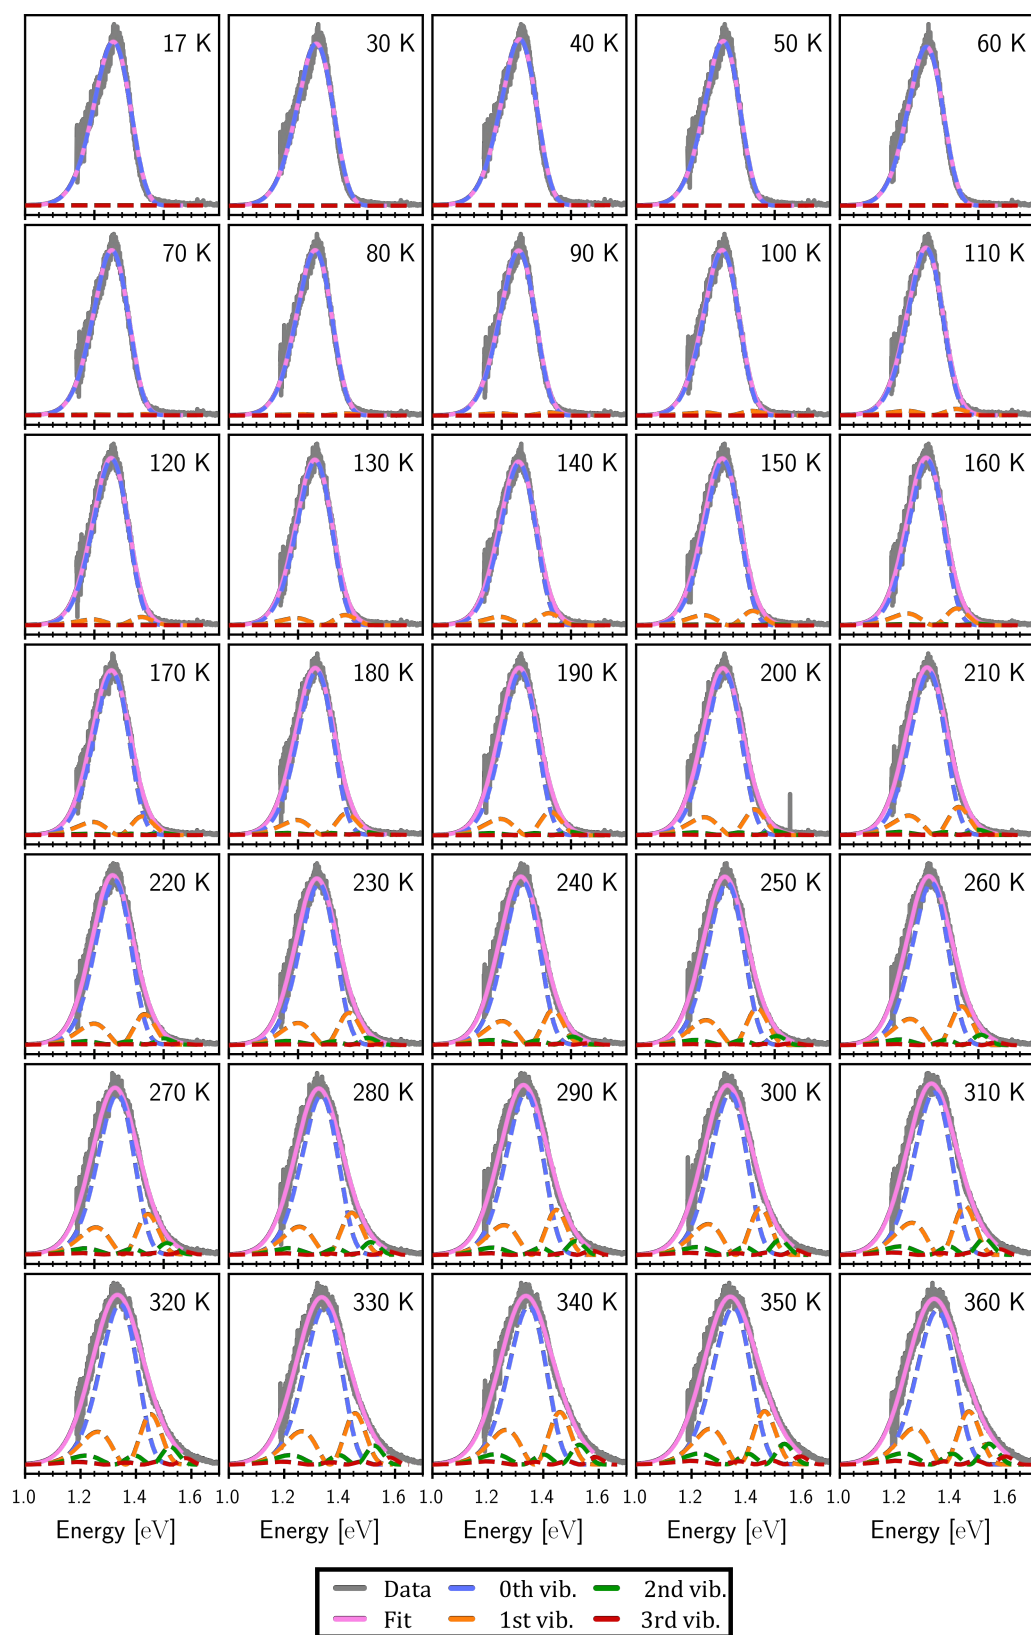 17 K 30 K 40 K 50 K 60 K
70 K 80 K 90 K 100 K 110 K
120 K 130 K 140 K 150 K 160 K
170 K 180 K 190 K 200 K 210 K
220 K 230 K 240 K 250 K 260 K
270 K 280 K 290 K 300 K 310 K
320 K 330 K 340 K 350 K 360 K
1.0 1.2 1.4 1.6 1.0 1.2 1.4 1.6 1.0 1.2 1.4 1.6 1.0 1.2 1.4 1.6 1.0 1.2 1.4 1.6
Energy [eV] Energy [eV] Energy [eV] Energy [eV] Energy [eV]
Data 0th vib. 2nd vib.
Fit 1st vib. 3rd vib.